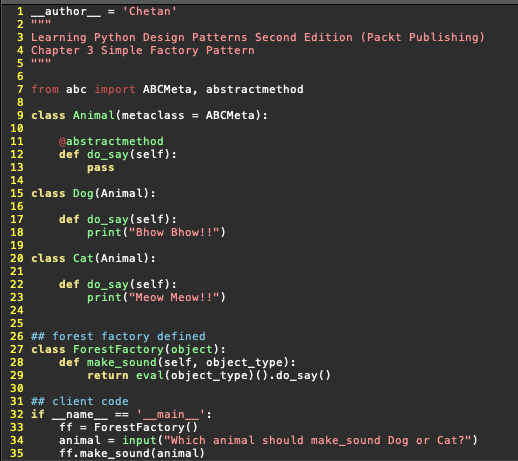 1 __author__ = 'Chetan'
2 """
3 Learning Python Design Patterns Second Edition (Packt Publishing)
4 Chapter 3 Simple Factory Pattern
5 """
6
7 from abc import ABCMeta, abstractmethod
8
9 class Animal(metaclass = ABCMeta):
10
11     @abstractmethod
12     def do_say(self):
13         pass
14
15 class Dog(Animal):
16
17     def do_say(self):
18         print("Bhow Bhow!!")
19
20 class Cat(Animal):
21
22     def do_say(self):
23         print("Meow Meow!!")
24
25
26 ## forest factory defined
27 class ForestFactory(object):
28     def make_sound(self, object_type):
29         return eval(object_type)().do_say()
30
31 ## client code
32 if __name__ == '__main__':
33     ff = ForestFactory()
34     animal = input("Which animal should make_sound Dog or Cat?")
35     ff.make_sound(animal)